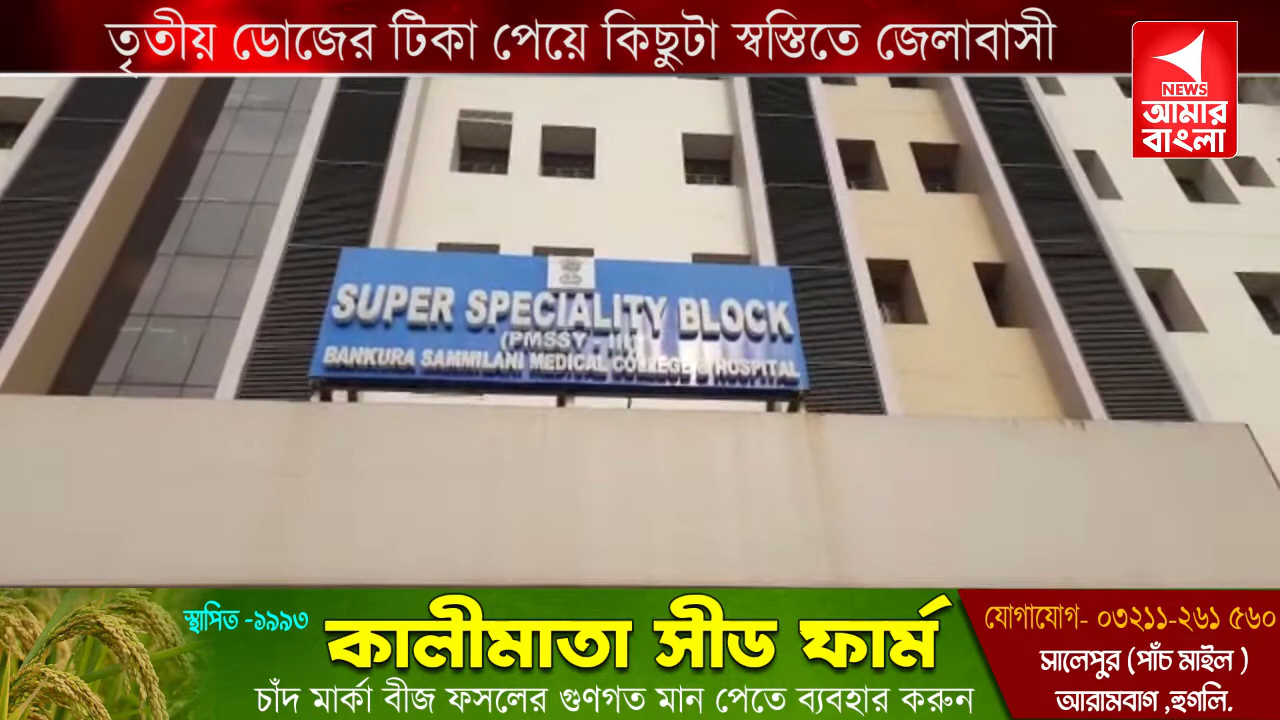 তৃতীয় ডোজের টিকা পেয়ে কিছুটা স্বস্তিতে জেলাবাসী
NEWS
আমার
বাংলা
SUPER SPECIALITY BLOCK
(PMSSY - III)
BANKURA SAMMILANI MEDICAL COLLEGE & HOSPITAL
স্থাপিত -১৯৯৩
কালীমাতা সীড ফার্ম
চাঁদ মার্কা বীজ ফসলের গুণগত মান পেতে ব্যবহার করুন
যোগাযোগ- ০৩২১১-২৬১ ৫৬০
সালেপুর (পাঁচ মাইল )
আরামবাগ ,হুগলি.